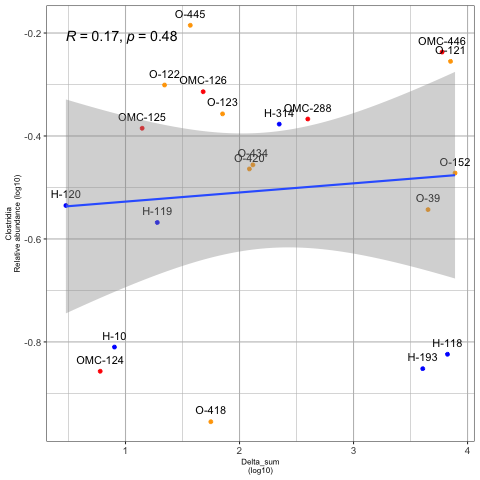 O-445
R = 0.17, p = 0.48
OMC-446
O-121
O-122
OMC-126
O-123
OMC-125
H-314
OMC-288
O-434
O-420
O-152
H-120
H-119
O-39
H-10
OMC-124
H-118
H-193
O-418
-0.2
-0.4
-0.6
-0.8
Clostridia
Relative abundance (log10)
1
2
3
4
Delta_sum
(log10)